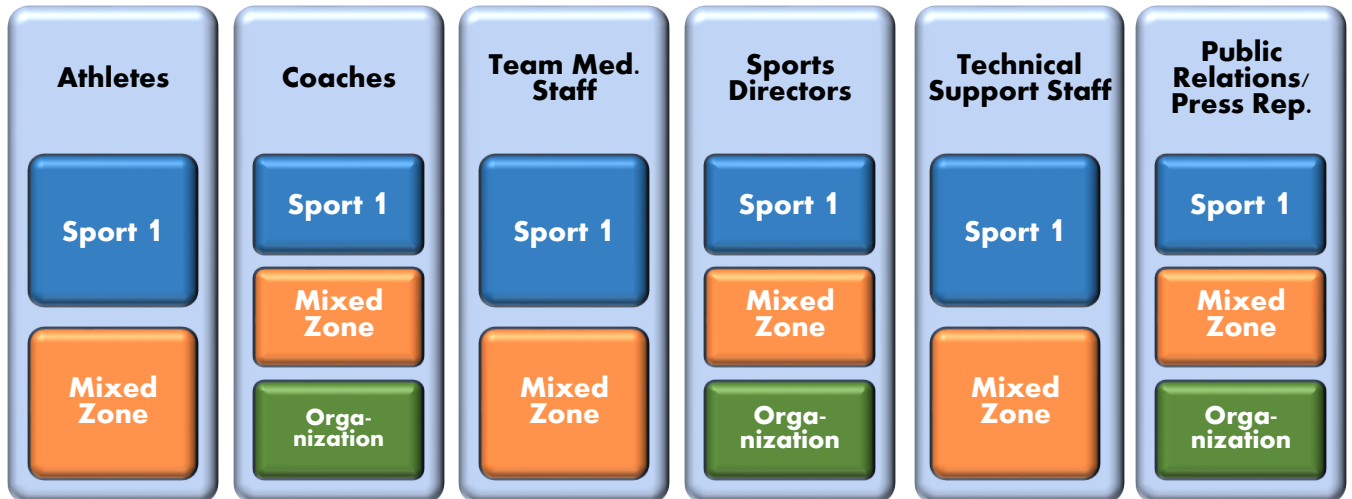 Athletes
Sport 1
Mixed
Zone
Coaches
Sport 1
Mixed
Zone
Orga-
nization
Team Med.
Staff
Sport 1
Mixed
Zone
Sports
Directors
Sport 1
Mixed
Zone
Orga-
nization
Technical
Support Staff
Sport 1
Mixed
Zone
Public
Relations/
Press Rep.
Sport 1
Mixed
Zone
Orga-
nization